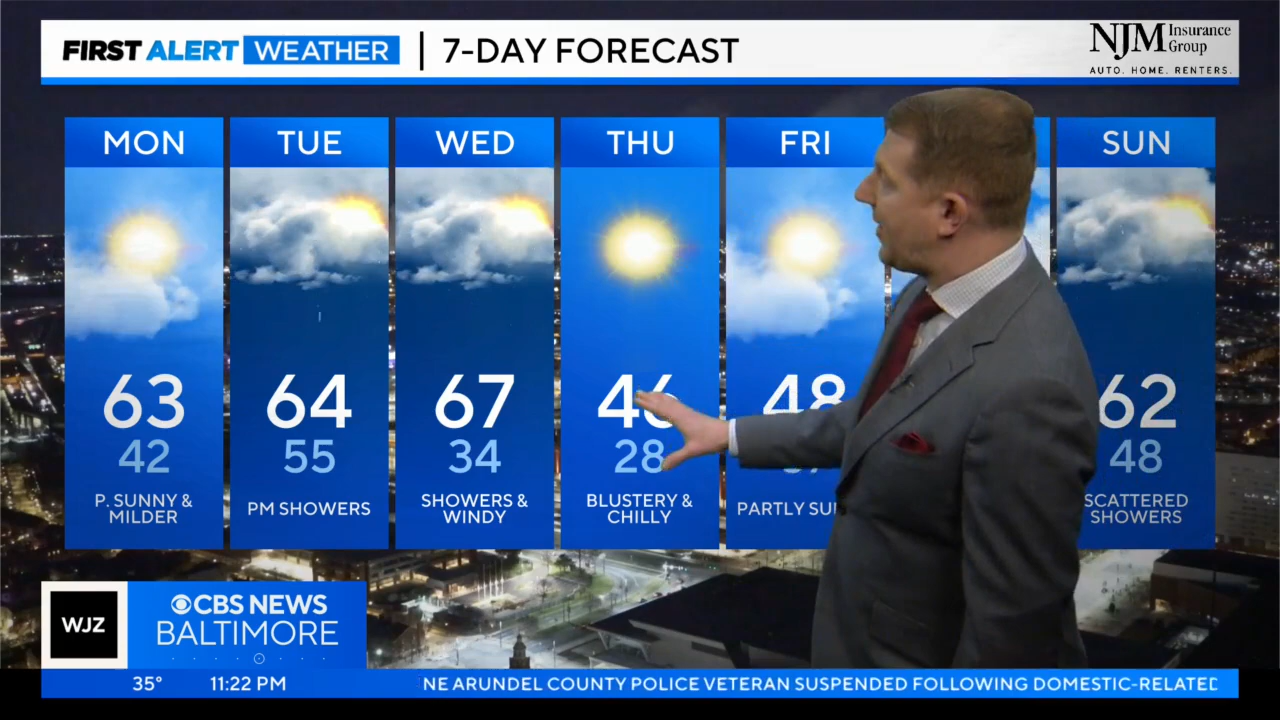 FIRST ALERT WEATHER | 7-DAY FORECAST
NJM Insurance Group
AUTO. HOME. RENTERS.
MON
63
42
P. SUNNY &
MILDER
TUE
64
55
PM SHOWERS
WED
67
34
SHOWERS &
WINDY
THU
46
28
BLUSTERY &
CHILLY
FRI
48
PARTLY
SUN
62
48
SCATTERED
SHOWERS
WJZ
CBS NEWS
BALTIMORE
35° 11:22 PM NE ARUNDEL COUNTY POLICE VETERAN SUSPENDED FOLLOWING DOMESTIC-RELATED